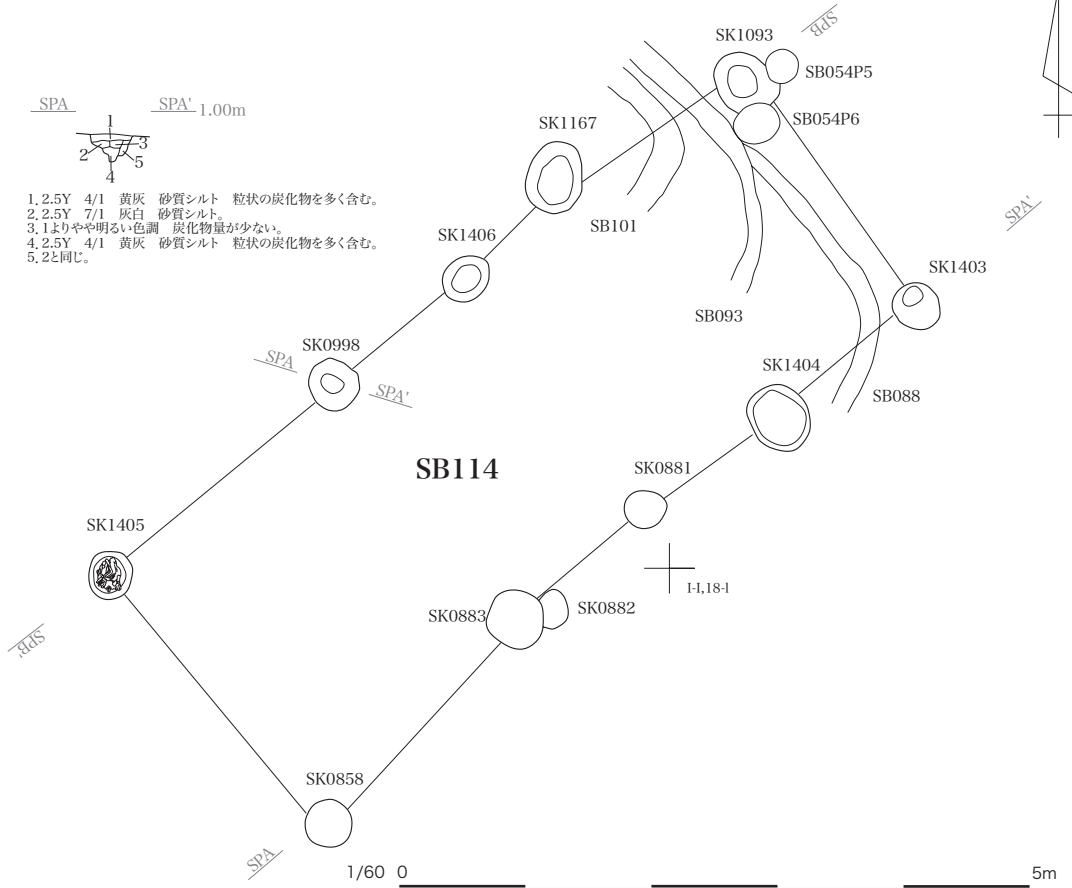 SPB
SK1093
SB054P5
SPA SPA' 1.00m
1
2 3
5
4
SB054P6
SK1167
1. 2.5Y 4/1 黄灰 砂質シルト 粒状の炭化物を多く含む。
2. 2.5Y 7/1 灰白 砂質シルト。
3. 1よりやや明るい色調 炭化物量が少ない。
4. 2.5Y 4/1 黄灰 砂質シルト 粒状の炭化物を多く含む。
5. 2と同じ。
SPA'
SB101
SK1406
SK1403
SB093
SK0998
SPA
SPA'
SK1404
SB088
SB114
SK0881
SK1405
I-I,18-l
SK0883 SK0882
SPB'
SK0858
SPA
1/60 0 5m